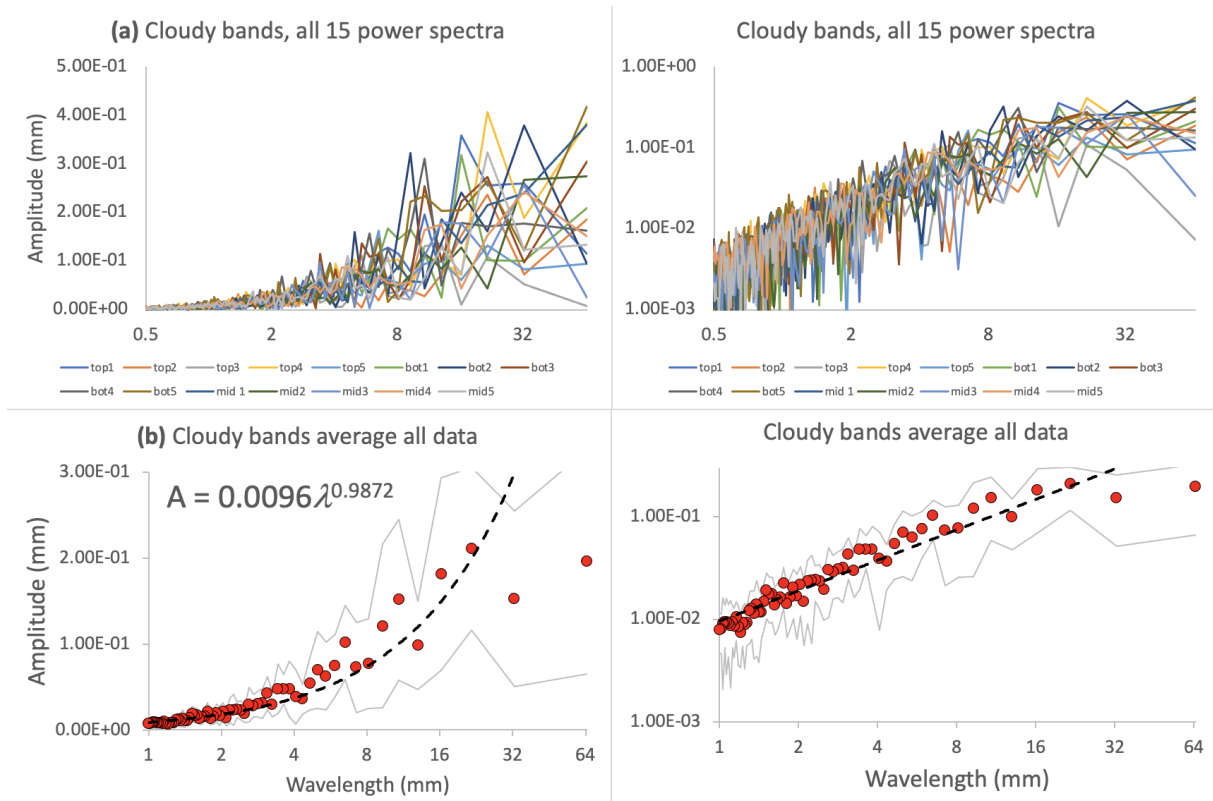 (a) Cloudy bands, all 15 power spectra
5.00E-01
4.00E-01
3.00E-01
2.00E-01
1.00E-01
0.00E+00
Amplitude (mm)
0.5 2 8 32
top1 top2 top3 top4 top5 bot1 bot2 bot3
bot4 bot5 mid 1 mid2 mid3 mid4 mid5
Cloudy bands, all 15 power spectra
1.00E+00
1.00E-01
1.00E-02
1.00E-03
0.5 2 8 32
top1 top2 top3 top4 top5 bot1 bot2 bot3
bot4 bot5 mid 1 mid2 mid3 mid4 mid5
(b) Cloudy bands average all data
3.00E-01
A = 0.0096λ^0.9872
2.00E-01
1.00E-01
0.00E+00
Amplitude (mm)
1 2 4 8 16 32 64
Wavelength (mm)
Cloudy bands average all data
1.00E-01
1.00E-02
1.00E-03
1 2 4 8 16 32 64
Wavelength (mm)